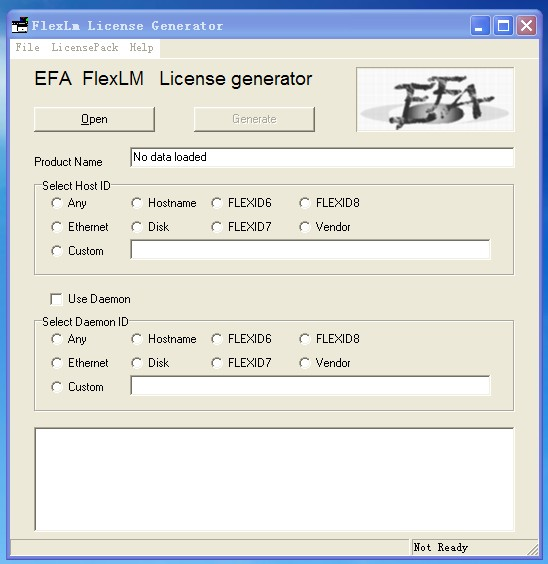 FlexLm License Generator
File LicensePack Help
EFA FlexLM License generator
EFA
Open Generate
Product Name No data loaded
Select Host ID
Any Hostname FLEXID6 FLEXID8
Ethernet Disk FLEXID7 Vendor
Custom
Use Daemon
Select Daemon ID
Any Hostname FLEXID6 FLEXID8
Ethernet Disk FLEXID7 Vendor
Custom
Not Ready